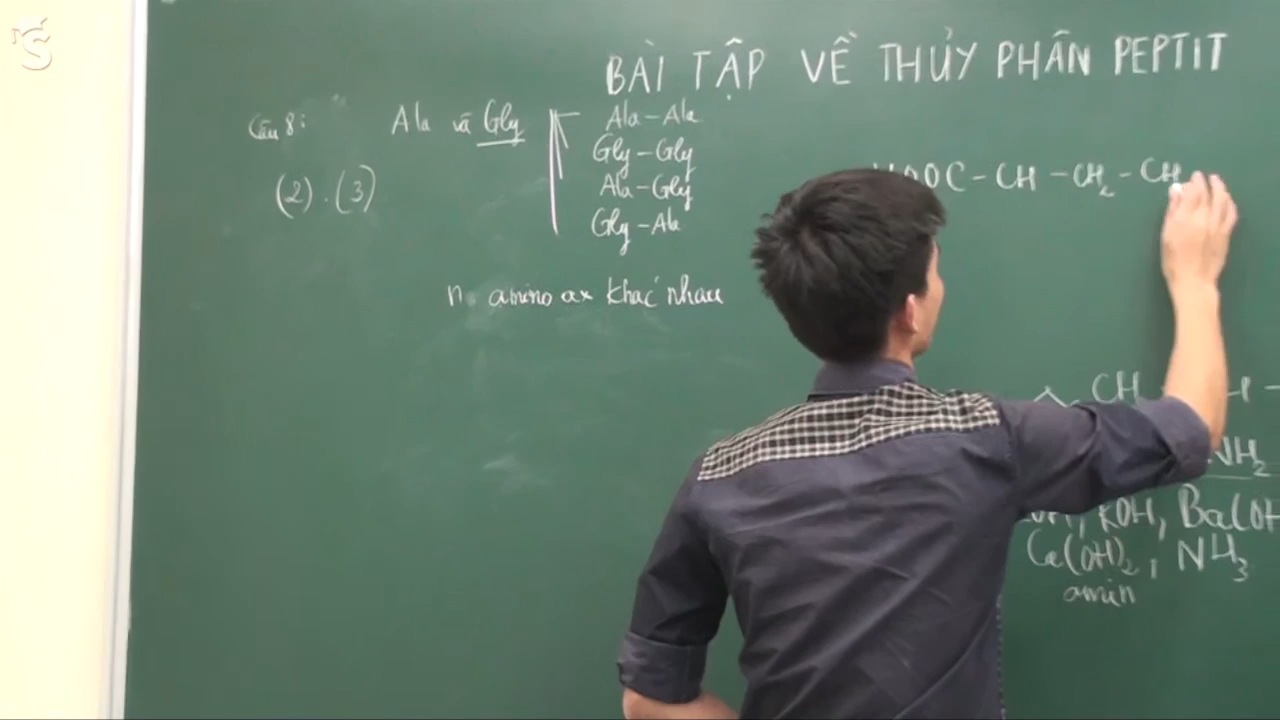 BÀI TẬP VỀ THỦY PHÂN PEPTIT
Câu 8: Ala và Gly
Ala-Ala
Gly-Gly
Ala-Gly
Gly-Ala
(2).(3)
n amino ax khác nhau
HOOC-CH-CH2-CH
CH
NH2
KOH, Ba(OH
Ca(OH)2, NH3
amin